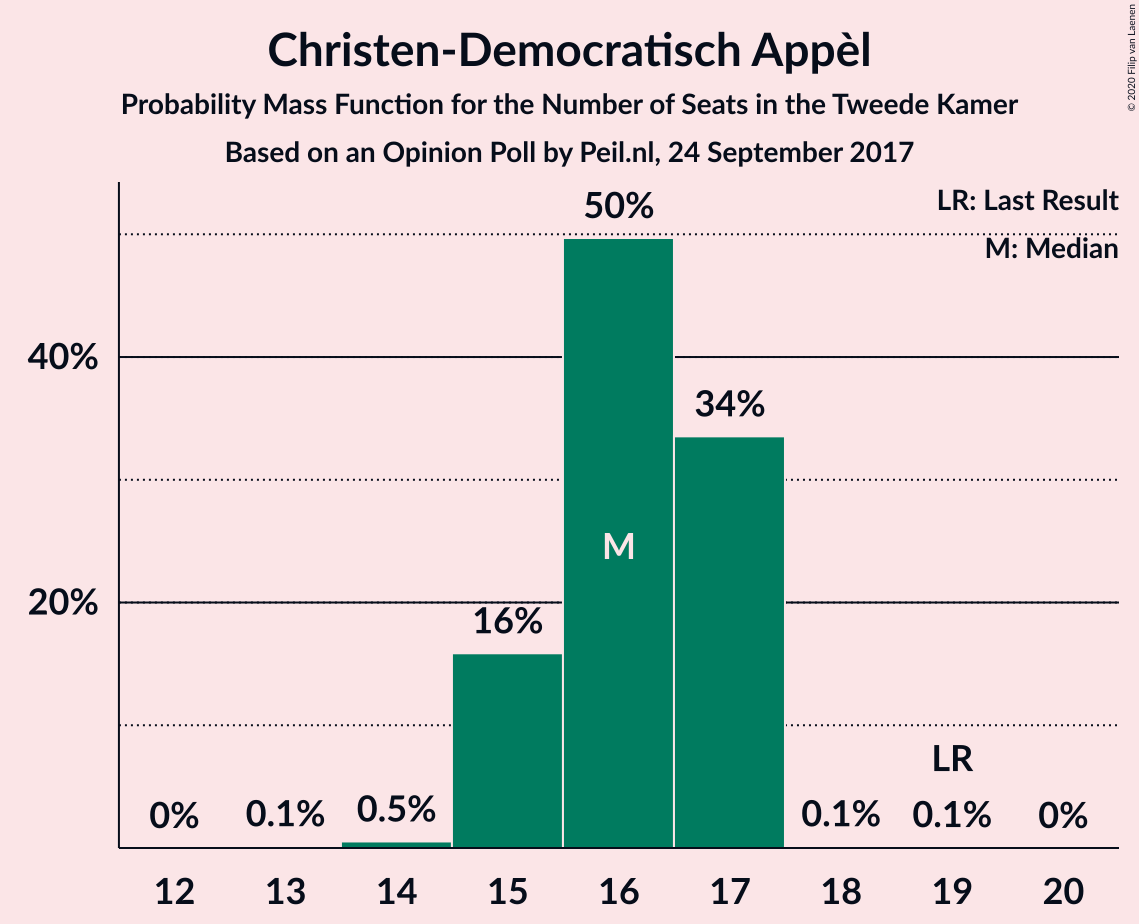 Christen-Democratisch Appèl
Probability Mass Function for the Number of Seats in the Tweede Kamer
Based on an Opinion Poll by Peil.nl, 24 September 2017
© 2020 Filip van Laenen
LR: Last Result
M: Median
50%
40%
34%
M
20%
16%
LR
0% 0.1% 0.5% 0.1% 0.1% 0%
12 13 14 15 16 17 18 19 20